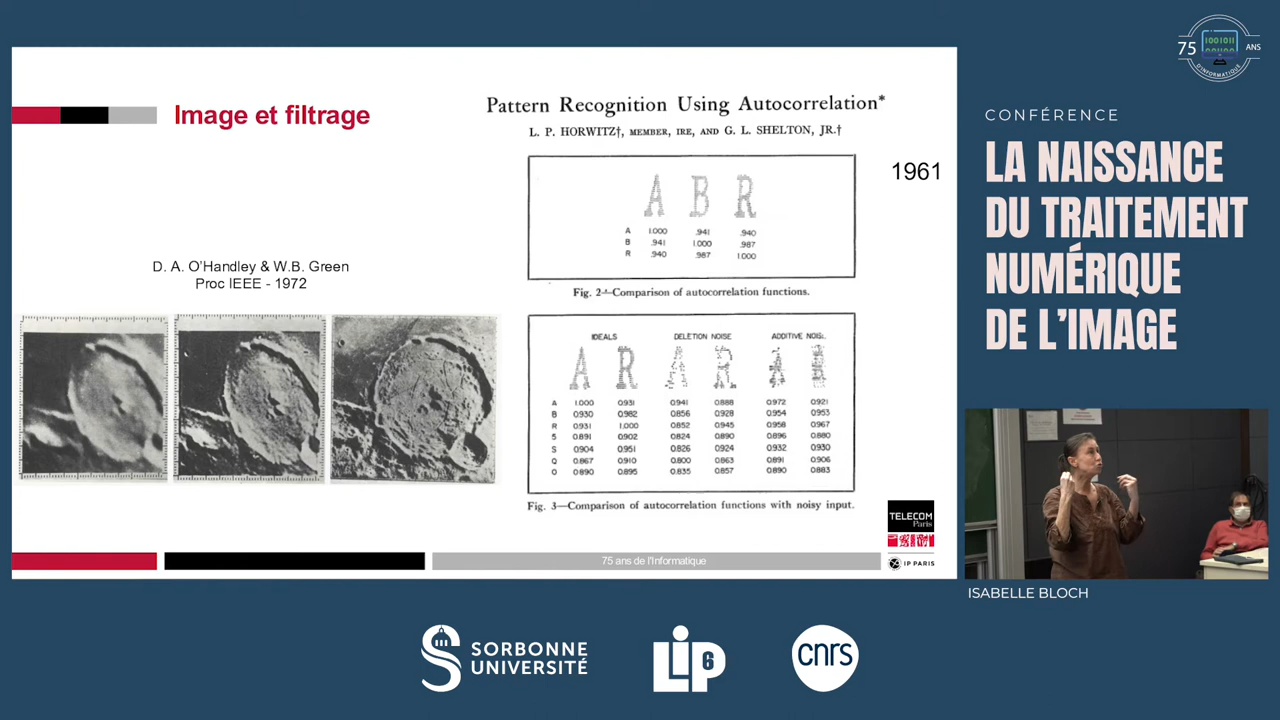 Image et filtrage
D. A. O'Handley & W.B. Green
Proc IEEE - 1972
Pattern Recognition Using Autocorrelation*
L. P. HORWITZ†, MEMBER, IRE, AND G. L. SHELTON, JR.†
1961
A B R
A 1.000 .941 .940
B .941 1.000 .987
R .940 .987 1.000
Fig. 2—Comparison of autocorrelation functions.
IDEALS DELETION NOISE ADDITIVE NOISE
A R A R A R
A 1.000 0.931 0.941 0.888 0.972 0.921
B 0.930 0.982 0.856 0.928 0.954 0.953
R 0.931 1.000 0.852 0.945 0.958 0.967
5 0.891 0.902 0.824 0.890 0.896 0.880
S 0.904 0.951 0.826 0.924 0.932 0.930
Q 0.867 0.910 0.800 0.863 0.891 0.906
O 0.890 0.895 0.835 0.857 0.890 0.883
Fig. 3—Comparison of autocorrelation functions with noisy input.
TELECOM
Paris
IP PARIS
75 ans de l'Informatique
75 1001011 ANS
D'INFORMATIQUE
CONFÉRENCE
LA NAISSANCE
DU TRAITEMENT
NUMÉRIQUE
DE L'IMAGE
ISABELLE BLOCH
SORBONNE
UNIVERSITÉ
LIP6
cnrs